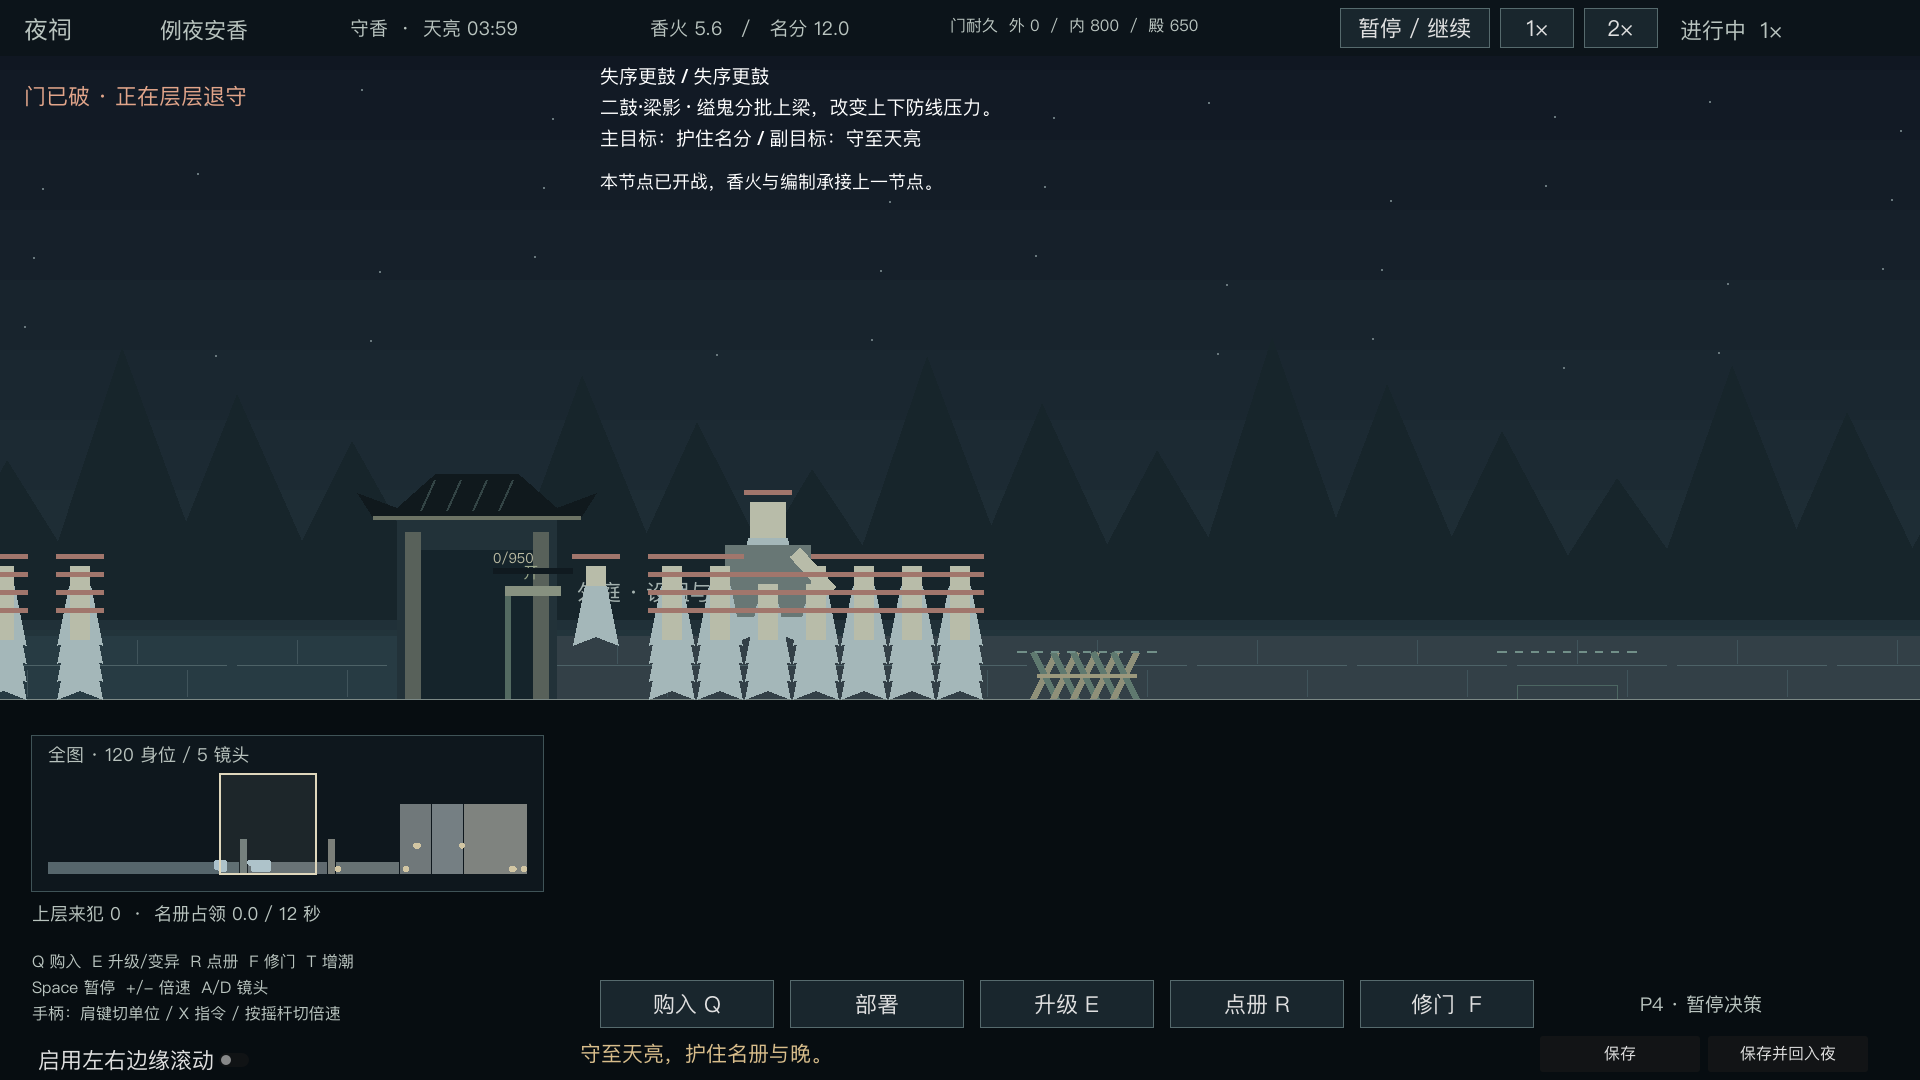 夜祠
例夜安香
守香 · 天亮 03:59
香火 5.6 / 名分 12.0
门耐久 外 0 / 内 800 / 殿 650
暂停 / 继续
1×
2×
进行中 1×
门已破 · 正在层层退守
失序更鼓 / 失序更鼓
二鼓·梁影 · 缢鬼分批上梁，改变上下防线压力。
主目标：护住名分 / 副目标：守至天亮
本节点已开战，香火与编制承接上一节点。
0/950
庭 ·
全图 · 120 身位 / 5 镜头
上层来犯 0 · 名册占领 0.0 / 12 秒
Q 购入 E 升级/变异 R 点册 F 修门 T 增潮
Space 暂停 +/− 倍速 A/D 镜头
手柄：肩键切单位 / X 指令 / 按摇杆切倍速
启用左右边缘滚动
购入 Q
部署
升级 E
点册 R
修门 F
P4 · 暂停决策
守至天亮，护住名册与晚。
保存
保存并回入夜